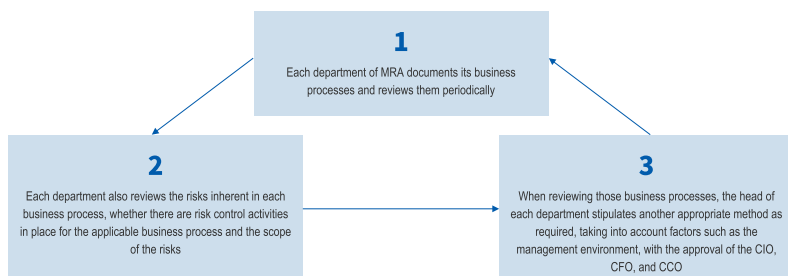 1
Each department of MRA documents its business
processes and reviews them periodically
2
Each department also reviews the risks inherent in each
business process, whether there are risk control activities
in place for the applicable business process and the scope
of the risks
3
When reviewing those business processes, the head of
each department stipulates another appropriate method as
required, taking into account factors such as the
management environment, with the approval of the CIO,
CFO, and CCO